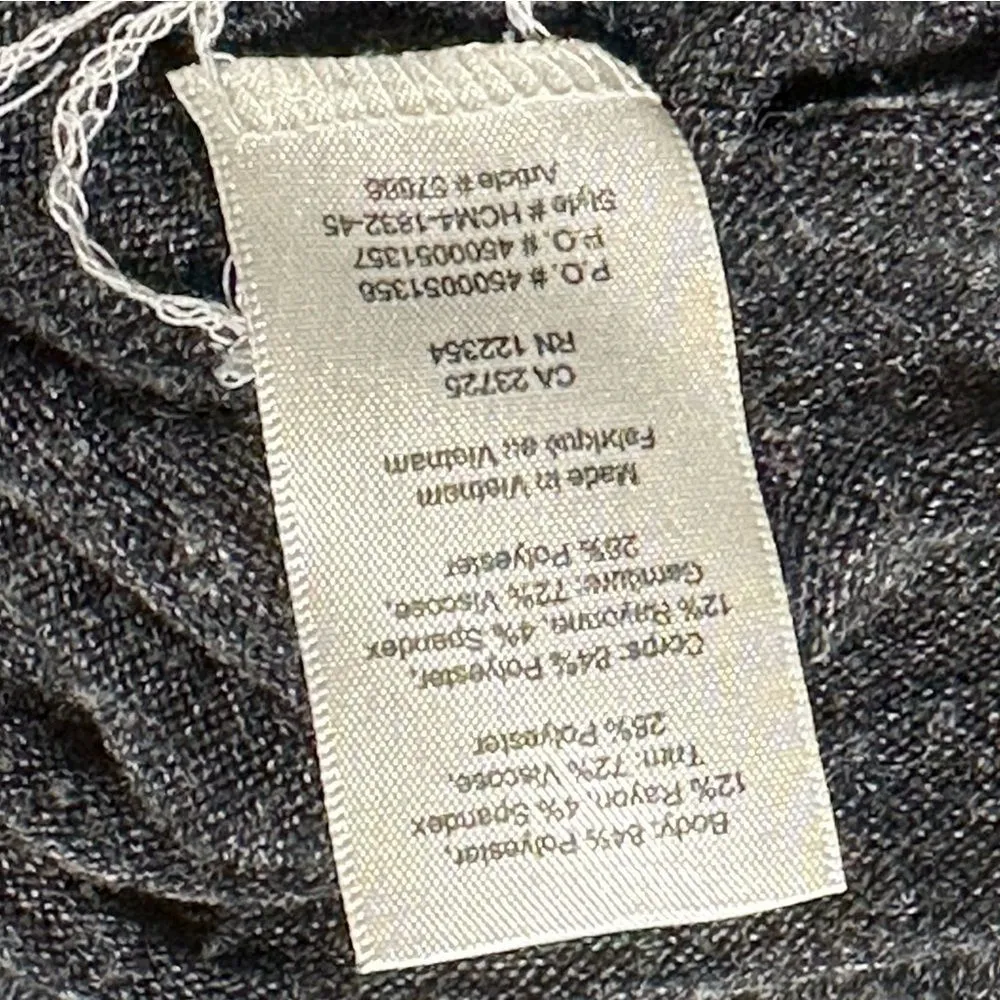 Body: 84% Polyester,
12% Rayon, 4% Spandex
Trim: 72% Viscose,
28% Polyester
Corps: 84% Polyester,
12% Rayonne, 4% Spandex
Garniture: 72% Viscose,
28% Polyester
Made in Vietnam
Fabriqué au Vietnam
CA 23725
RN 122354
P.O. # 4500051356
P.O. # 4500051357
Style # HCM4-1832-45
Article #